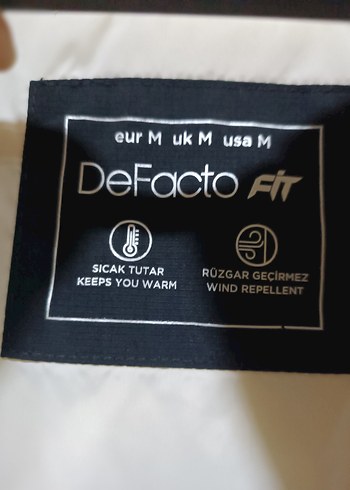 eur M uk M usa M
DeFacto FiT
SICAK TUTAR
KEEPS YOU WARM
RÜZGAR GEÇİRMEZ
WIND REPELLENT